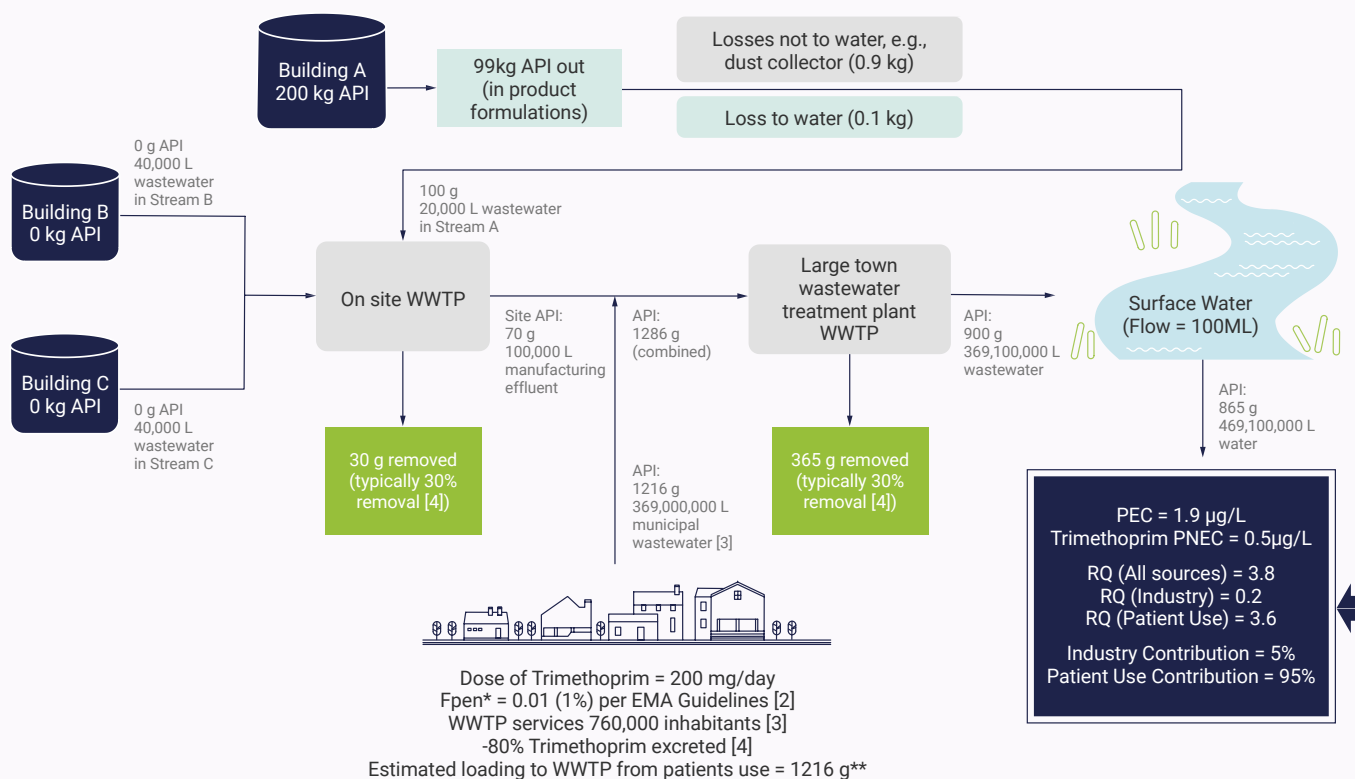 Building A
200 kg API
99kg API out
(in product
formulations)
Losses not to water, e.g.,
dust collector (0.9 kg)
Loss to water (0.1 kg)
0 g API
40,000 L
wastewater
in Stream B
Building B
0 kg API
100 g
20,000 L wastewater
in Stream A
On site WWTP
Building C
0 kg API
0 g API
40,000 L
wastewater
in Stream C
Site API:
70 g
100,000 L
manufacturing
effluent
API:
1286 g
(combined)
Large town
wastewater
treatment plant
WWTP
API:
900 g
369,100,000 L
wastewater
Surface Water
(Flow = 100ML)
API:
865 g
469,100,000 L
water
30 g removed
(typically 30%
removal [4])
API:
1216 g
369,000,000 L
municipal
wastewater [3]
365 g removed
(typically 30%
removal [4])
PEC = 1.9 µg/L
Trimethoprim PNEC = 0.5µg/L
RQ (All sources) = 3.8
RQ (Industry) = 0.2
RQ (Patient Use) = 3.6
Industry Contribution = 5%
Patient Use Contribution = 95%
Dose of Trimethoprim = 200 mg/day
Fpen* = 0.01 (1%) per EMA Guidelines [2]
WWTP services 760,000 inhabitants [3]
-80% Trimethoprim excreted [4]
Estimated loading to WWTP from patients use = 1216 g**